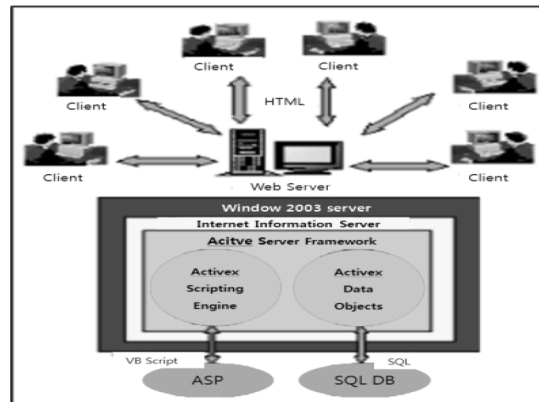 Client
Client
Client
Client
HTML
Client
Client
Web Server
Window 2003 server
Internet Information Server
Acitve Server Framework
Activex
Scripting
Engine
Activex
Data
Objects
VB Script
SQL
ASP
SQL DB